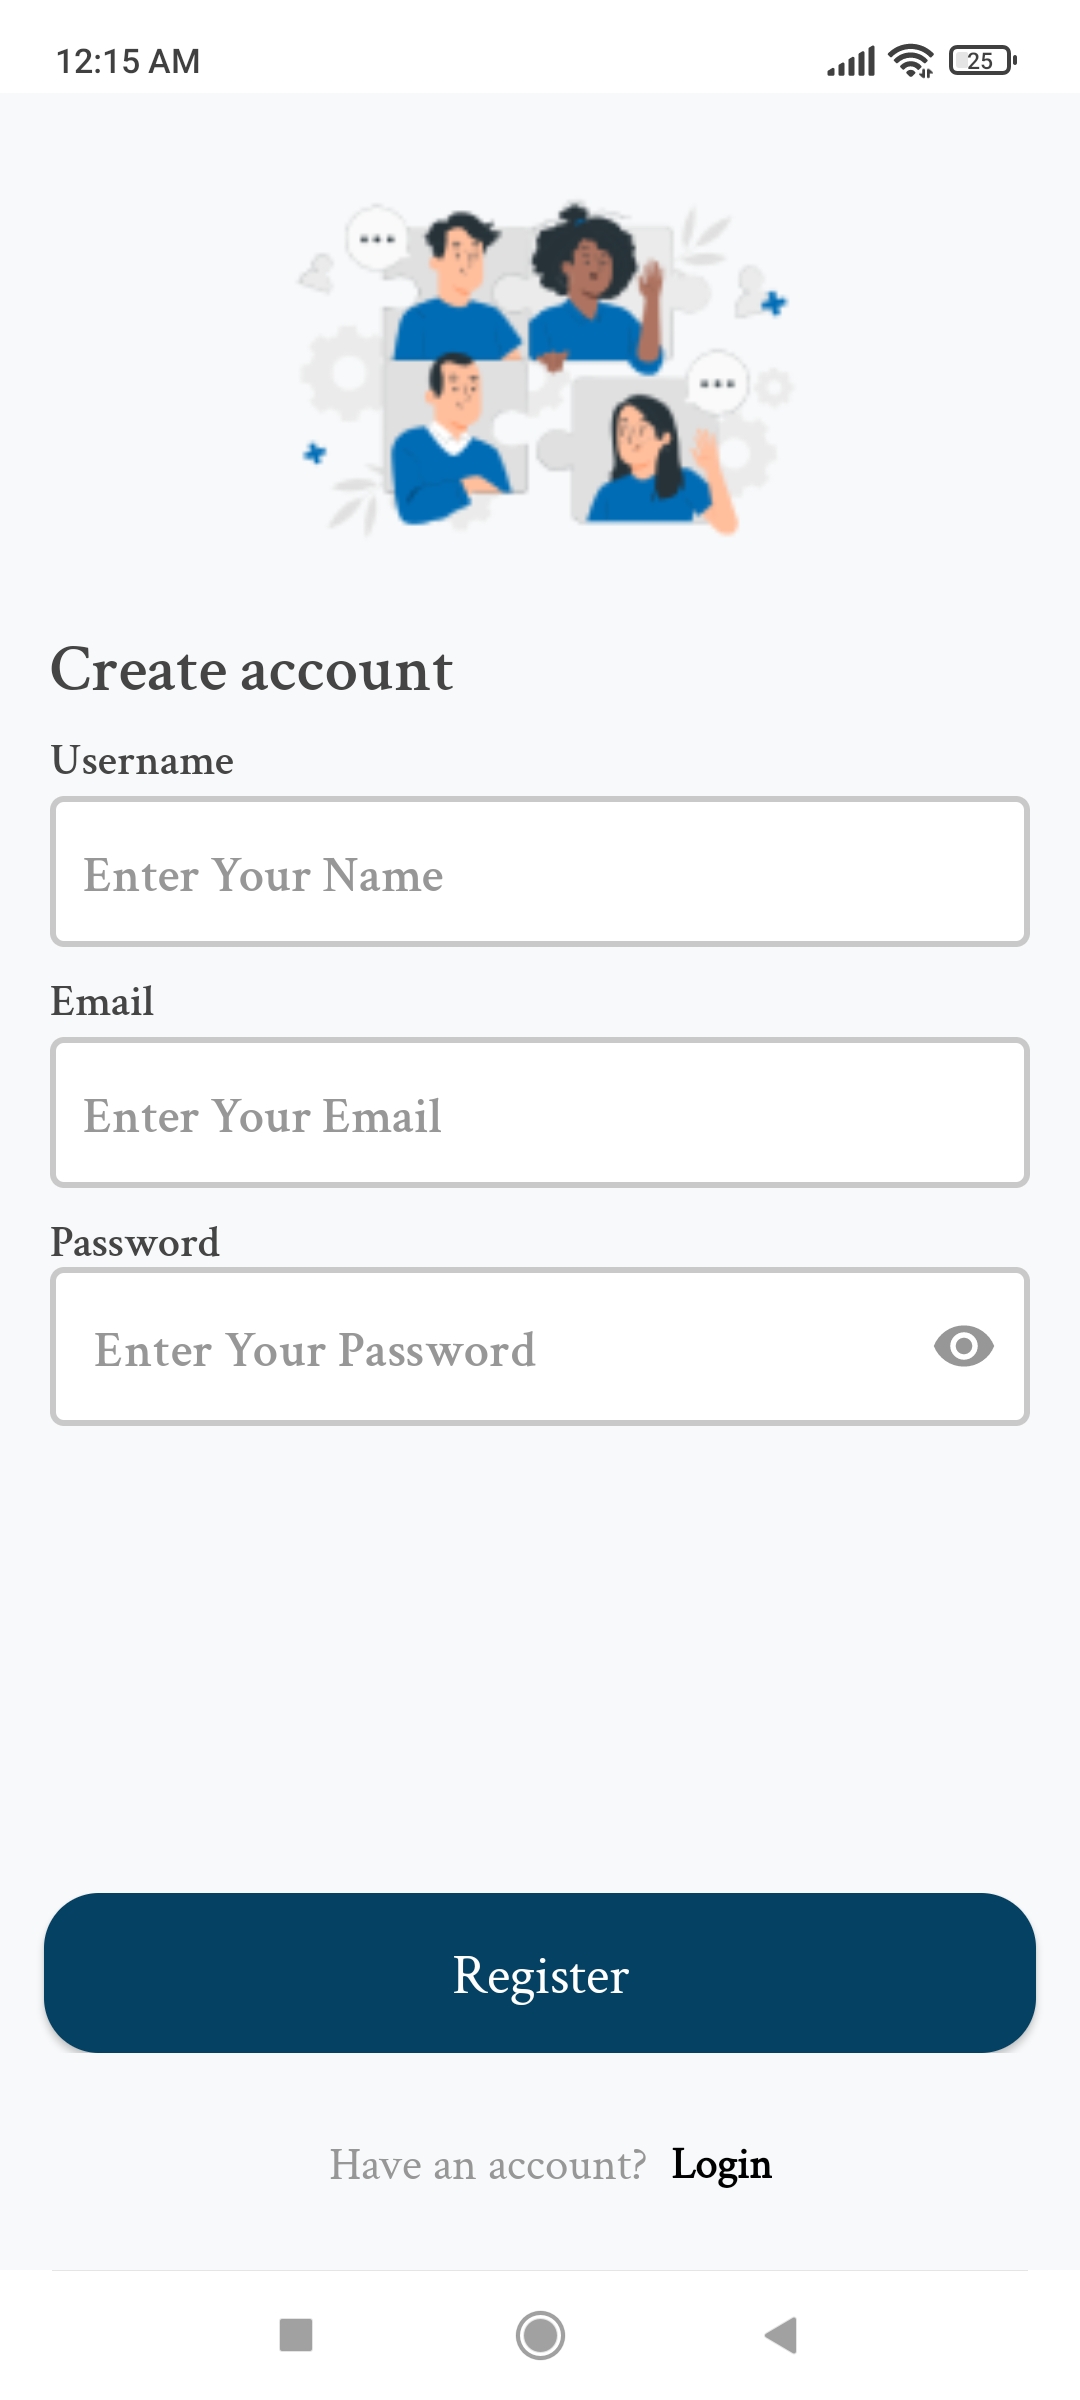 12:15 AM
25
Create account
Username
Enter Your Name
Email
Enter Your Email
Password
Enter Your Password
Register
Have an account? Login